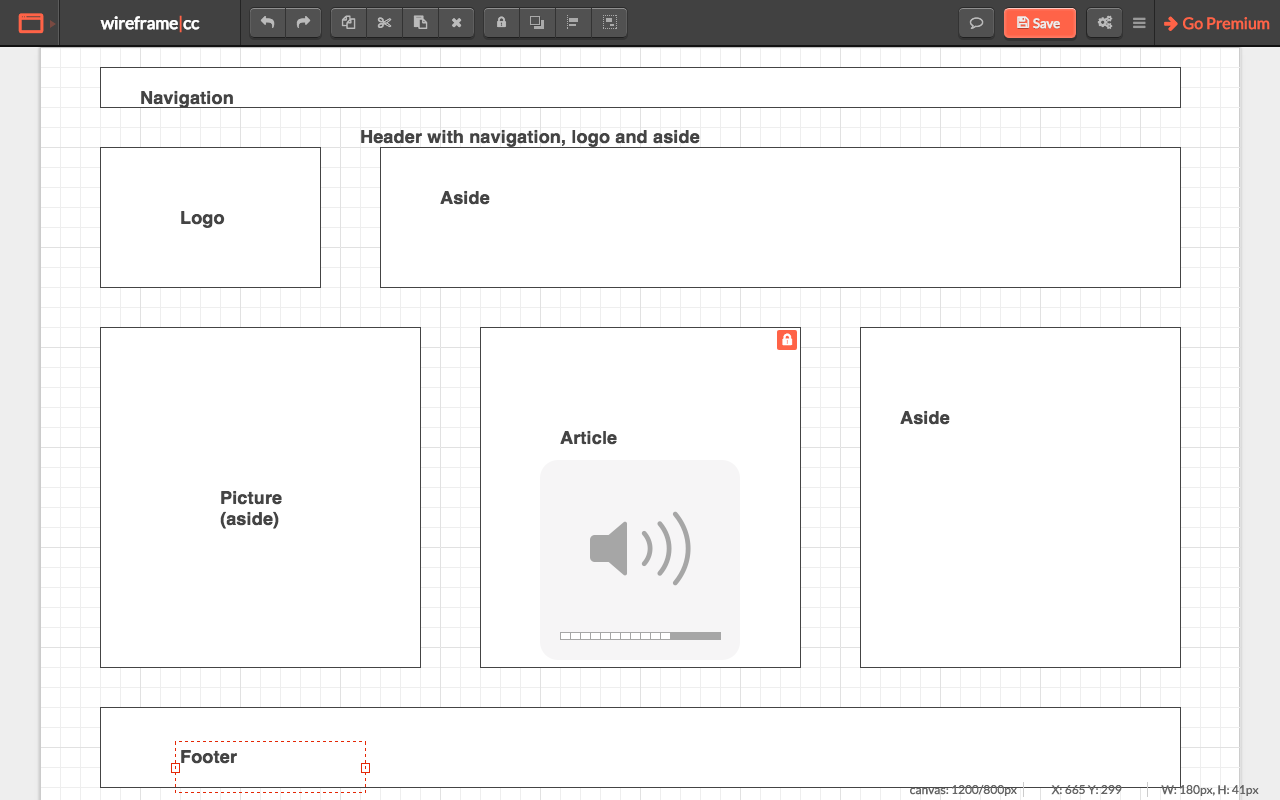 wireframe|cc
Save
Go Premium
Navigation
Header with navigation, logo and aside
Logo
Aside
Picture
(aside)
Article
Aside
Footer
canvas: 1200/800px
X: 665 Y: 299
W: 180px, H: 41px